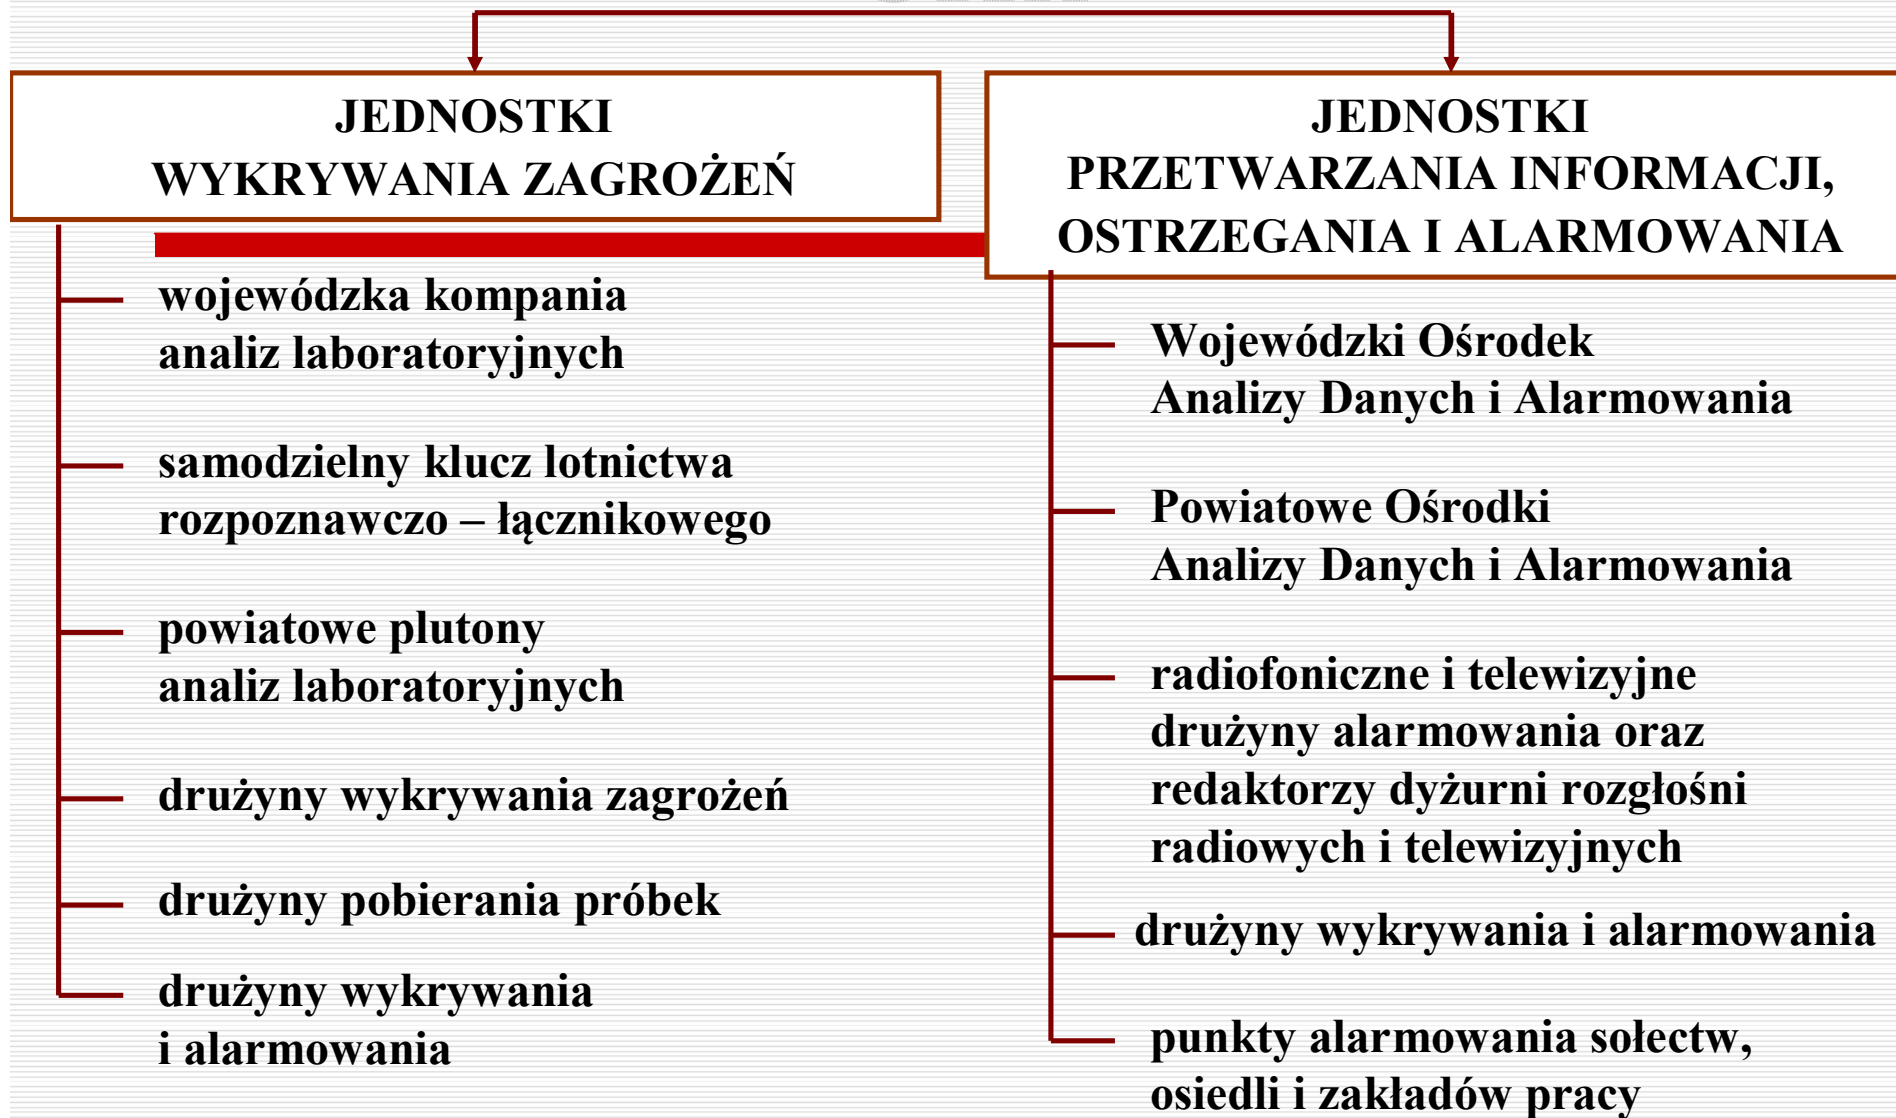 JEDNOSTKI
WYKRYWANIA ZAGROŻEŃ
wojewódzka kompania
analiz laboratoryjnych
samodzielny klucz lotnictwa
rozpoznawczo – łącznikowego
powiatowe plutony
analiz laboratoryjnych
drużyny wykrywania zagrożeń
drużyny pobierania próbek
drużyny wykrywania
i alarmowania
JEDNOSTKI
PRZETWARZANIA INFORMACJI,
OSTRZEGANIA I ALARMOWANIA
Wojewódzki Ośrodek
Analizy Danych i Alarmowania
Powiatowe Ośrodki
Analizy Danych i Alarmowania
radiofoniczne i telewizyjne
drużyny alarmowania oraz
redaktorzy dyżurni rozgłośni
radiowych i telewizyjnych
drużyny wykrywania i alarmowania
punkty alarmowania sołectw,
osiedli i zakładów pracy